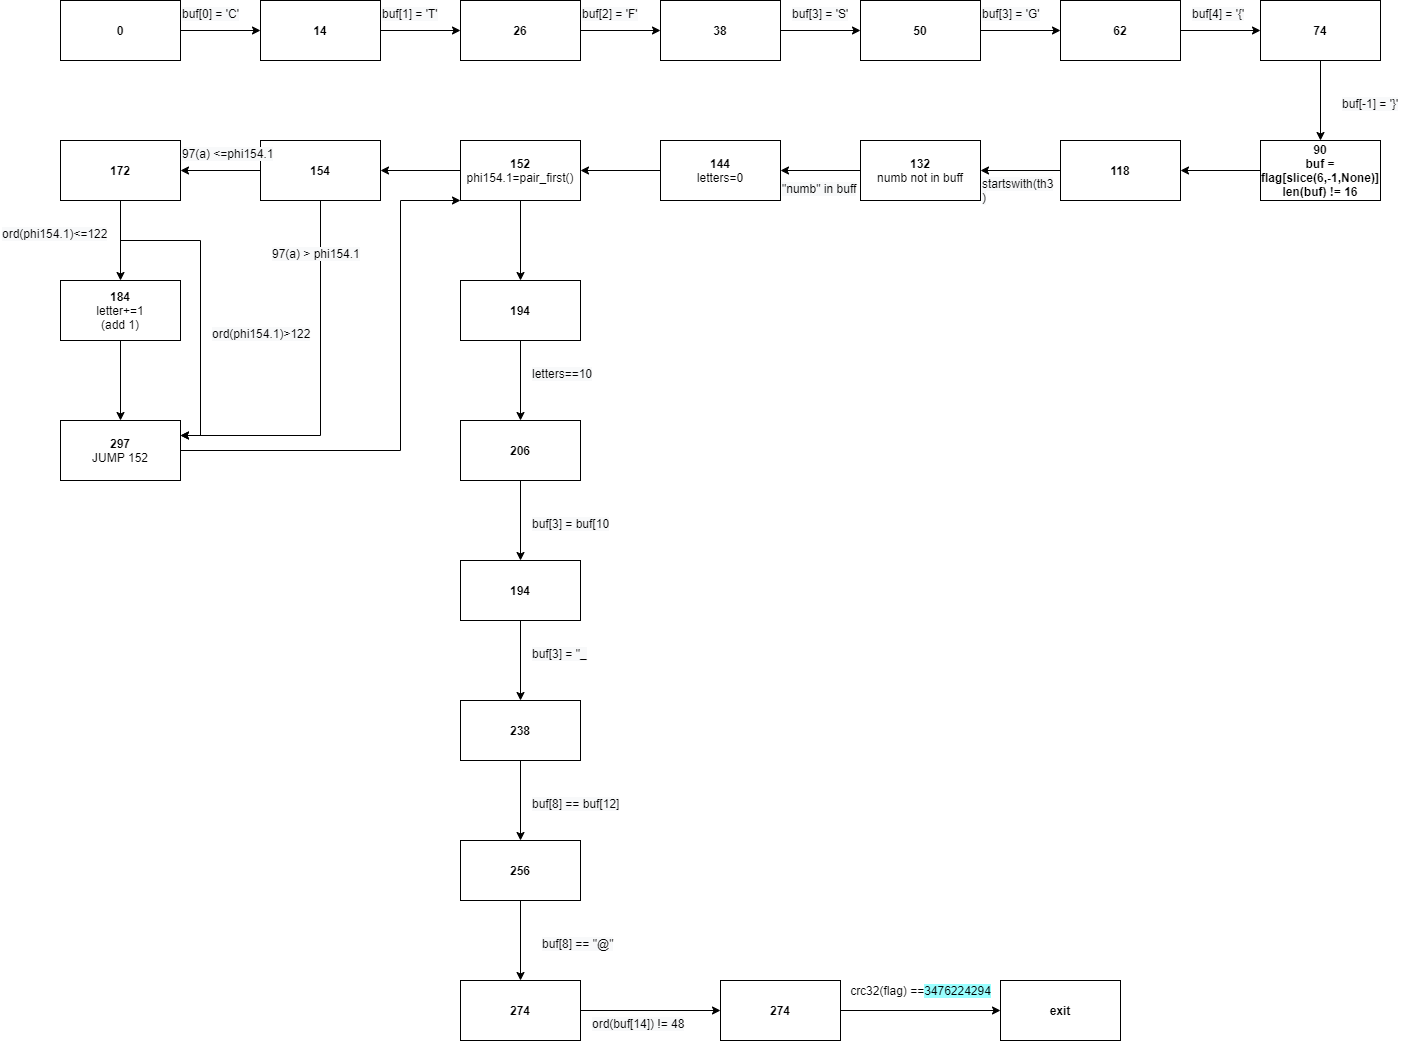 0
buf[0] = 'C'
14
buf[1] = 'T'
26
buf[2] = 'F'
38
buf[3] = 'S'
50
buf[3] = 'G'
62
buf[4] = '{'
74
buf[-1] = '}'
90
buf =
flag[slice(6,-1,None)]
len(buf) != 16
118
startswith(th3
)
132
numb not in buff
"numb" in buff
144
letters=0
152
phi154.1=pair_first()
154
97(a) <=phi154.1
172
ord(phi154.1)<=122
97(a) > phi154.1
184
letter+=1
(add 1)
ord(phi154.1)>122
297
JUMP 152
194
letters==10
206
buf[3] = buf[10
194
buf[3] = "_
238
buf[8] == buf[12]
256
buf[8] == "@"
274
ord(buf[14]) != 48
274
crc32(flag) ==3476224294
exit